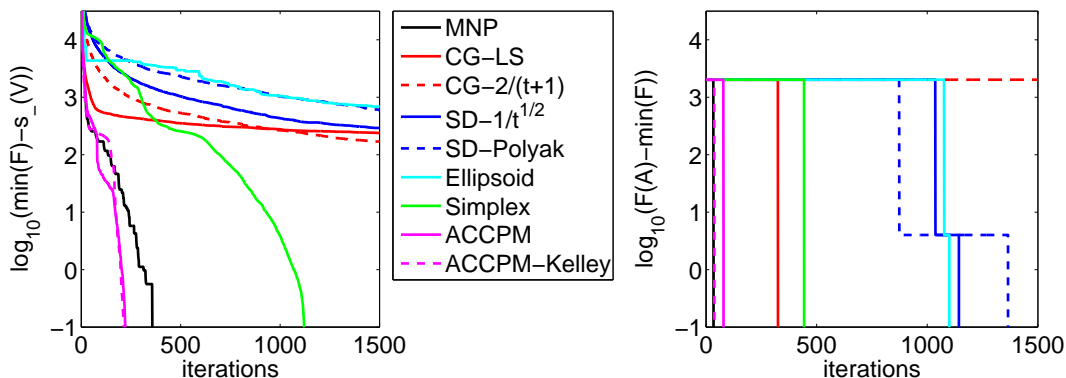 log10(min(F)−s_(V))
4
3
2
1
0
−1
500
1000
1500
iterations
MNP
CG−LS
CG−2/(t+1)
SD−1/t^1/2
SD−Polyak
Ellipsoid
Simplex
ACCPM
ACCPM−Kelley
log10(F(A)−min(F))
4
3
2
1
0
−1
0
500
1000
1500
iterations